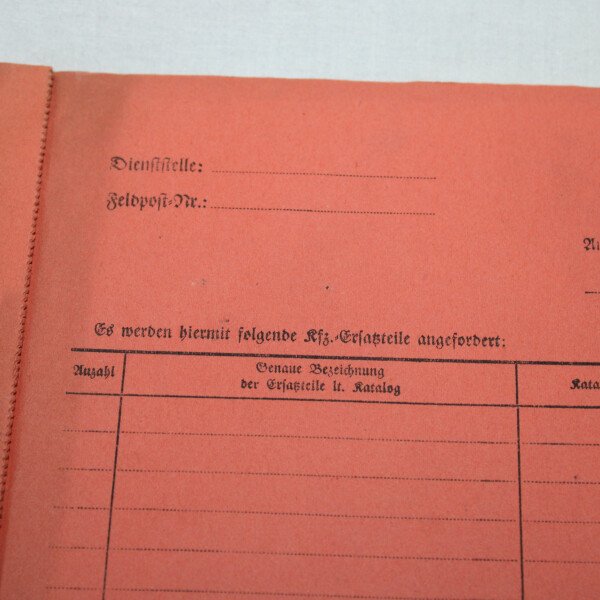 Dienststelle:
Feldpost-Nr.:
Es werden hiermit folgende Kfz.-Ersatzteile angefordert:
Anzahl
Genaue Bezeichnung
der Ersatzteile lt. Katalog